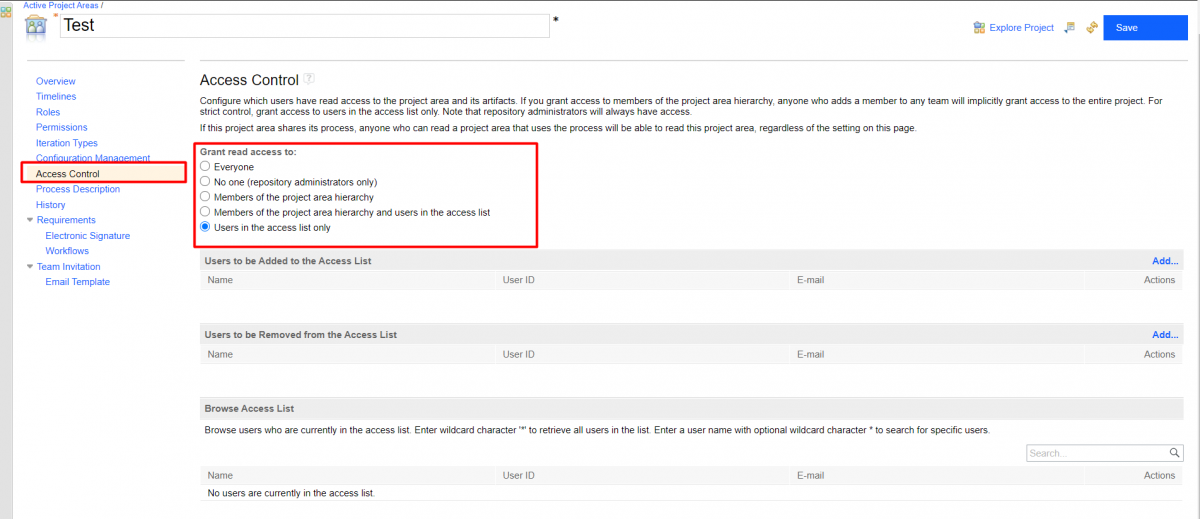 Active Project Areas /
* Test *
Explore Project
Save
Overview
Timelines
Roles
Permissions
Iteration Types
Configuration Management
Access Control
Process Description
History
Requirements
Electronic Signature
Workflows
Team Invitation
Email Template
Access Control ?
Configure which users have read access to the project area and its artifacts. If you grant access to members of the project area hierarchy, anyone who adds a member to any team will implicitly grant access to the entire project. For
strict control, grant access to users in the access list only. Note that repository administrators will always have access.
If this project area shares its process, anyone who can read a project area that uses the process will be able to read this project area, regardless of the setting on this page.
Grant read access to:
Everyone
No one (repository administrators only)
Members of the project area hierarchy
Members of the project area hierarchy and users in the access list
Users in the access list only
Users to be Added to the Access List Add...
Name User ID E-mail Actions
Users to be Removed from the Access List Add...
Name User ID E-mail Actions
Browse Access List
Browse users who are currently in the access list. Enter wildcard character '*' to retrieve all users in the list. Enter a user name with optional wildcard character * to search for specific users.
Search...
Name User ID E-mail Actions
No users are currently in the access list.